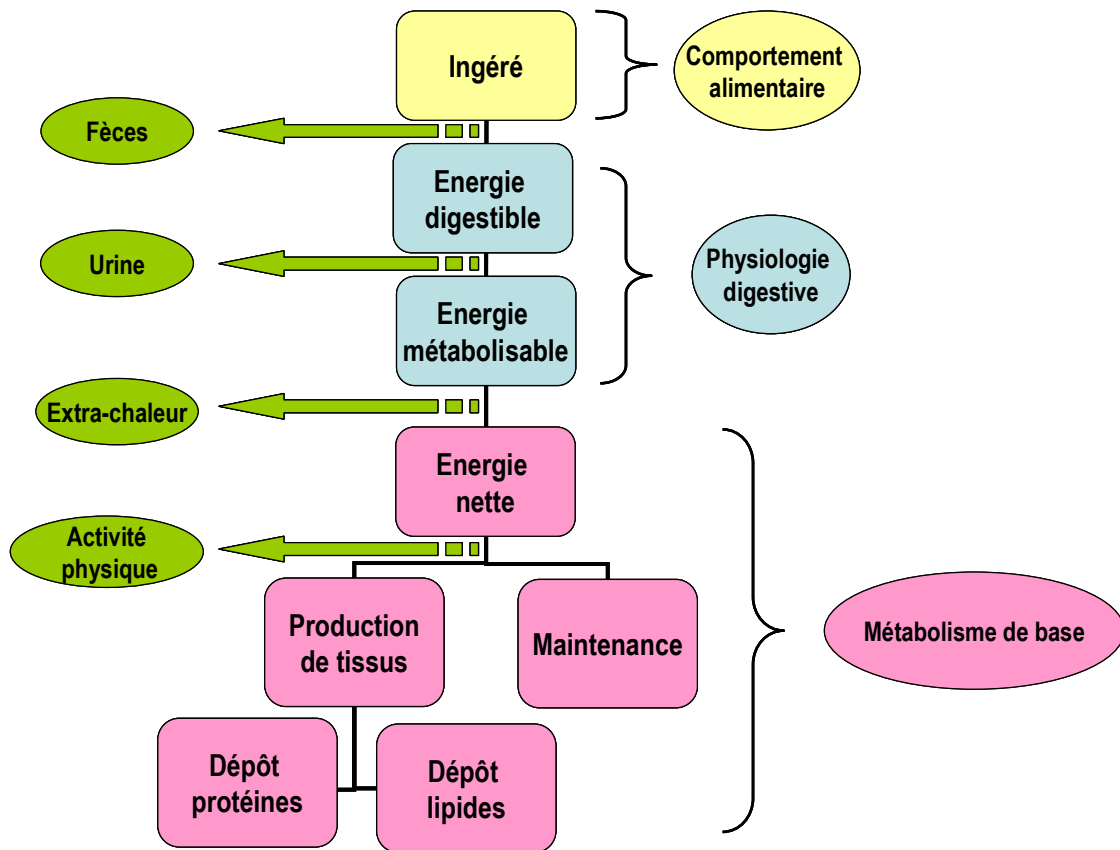 Ingéré
Comportement
alimentaire
Fèces
Energie
digestible
Urine
Physiologie
digestive
Energie
métabolisable
Extra-chaleur
Energie
nette
Activité
physique
Production
de tissus
Maintenance
Métabolisme de base
Dépôt
protéines
Dépôt
lipides